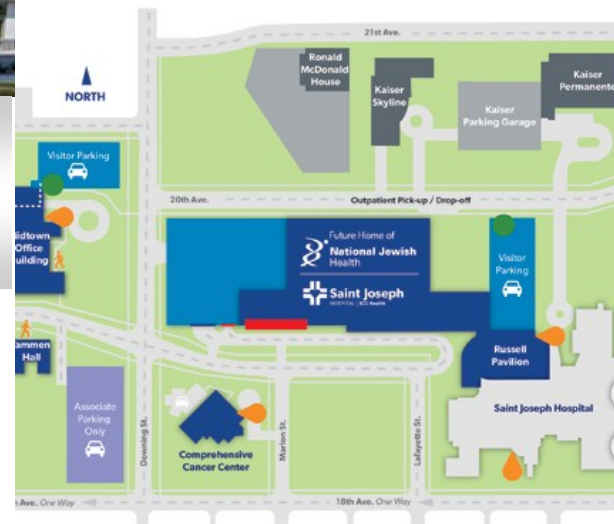 21st Ave.
Ronald
McDonald
House
Kaiser
Skyline
Kaiser
Parking Garage
Kaiser
Permanente
NORTH
Visitor Parking
20th Ave.
Outpatient Pick-up / Drop-off
idtown
Office
uilding
Future Home of
National Jewish
Health
Saint Joseph
HOSPITAL
Visitor
Parking
ammen
Hall
Russell
Pavilion
Associate
Parking
Only
Downing St.
Comprehensive
Cancer Center
Marion St.
Lafayette St.
Saint Joseph Hospital
Ave. One Way
18th Ave. One Way